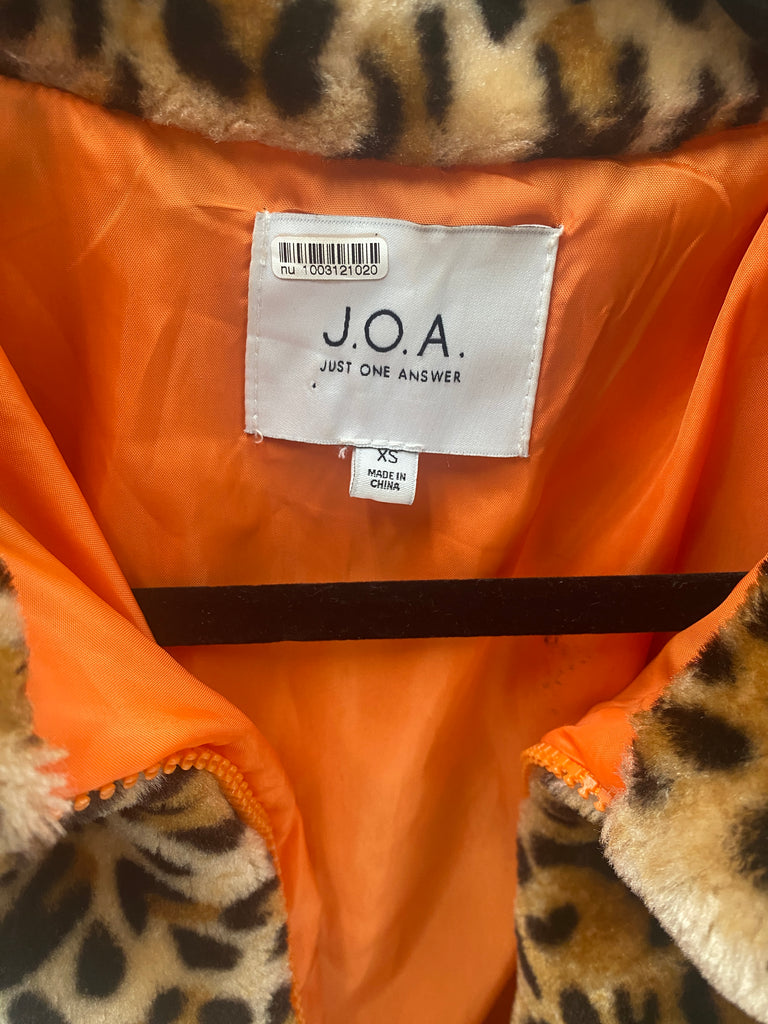 nu 1003121020
J.O.A.
JUST ONE ANSWER
XS
MADE IN
CHINA